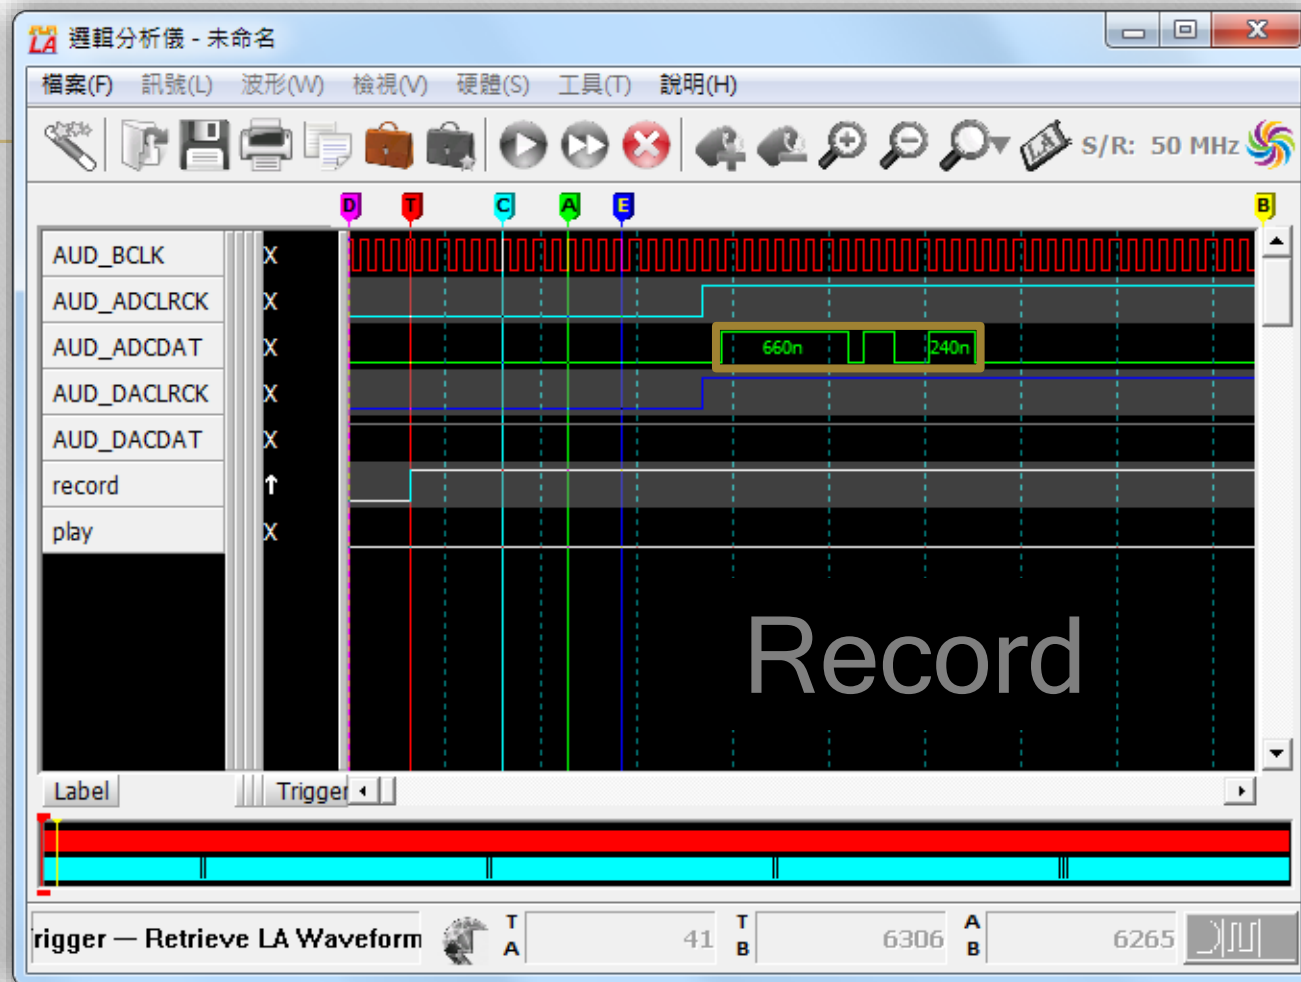 LA 邏輯分析儀 - 未命名
檔案(F) 訊號(L) 波形(W) 檢視(V) 硬體(S) 工具(T) 說明(H)
LA S/R: 50 MHz
D T C A E B
AUD_BCLK X
AUD_ADCLRCK X
AUD_ADCDAT X 660n 240n
AUD_DACLRCK X
AUD_DACDAT X
record ↑
play X
Record
Label Trigger
rigger — Retrieve LA Waveform T A 41 T B 6306 A B 6265